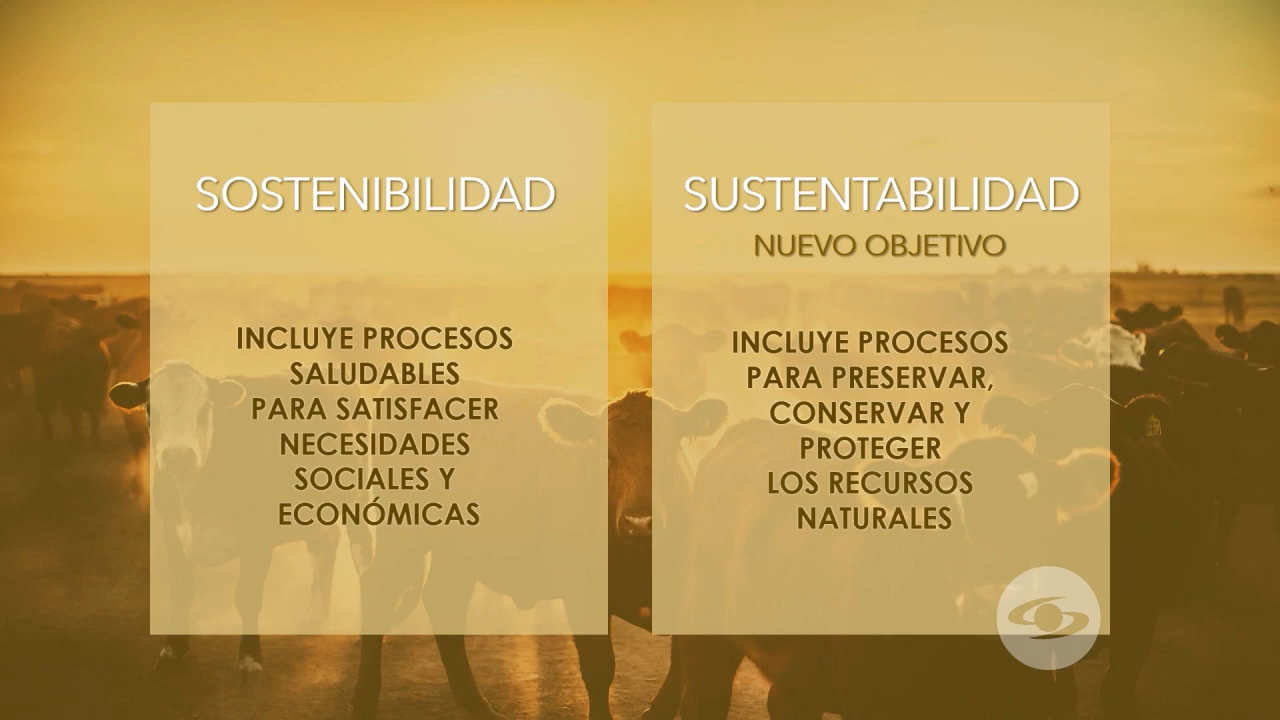 SOSTENIBILIDAD
INCLUYE PROCESOS
SALUDABLES
PARA SATISFACER
NECESIDADES
SOCIALES Y
ECONÓMICAS
SUSTENTABILIDAD
NUEVO OBJETIVO
INCLUYE PROCESOS
PARA PRESERVAR,
CONSERVAR Y
PROTEGER
LOS RECURSOS
NATURALES